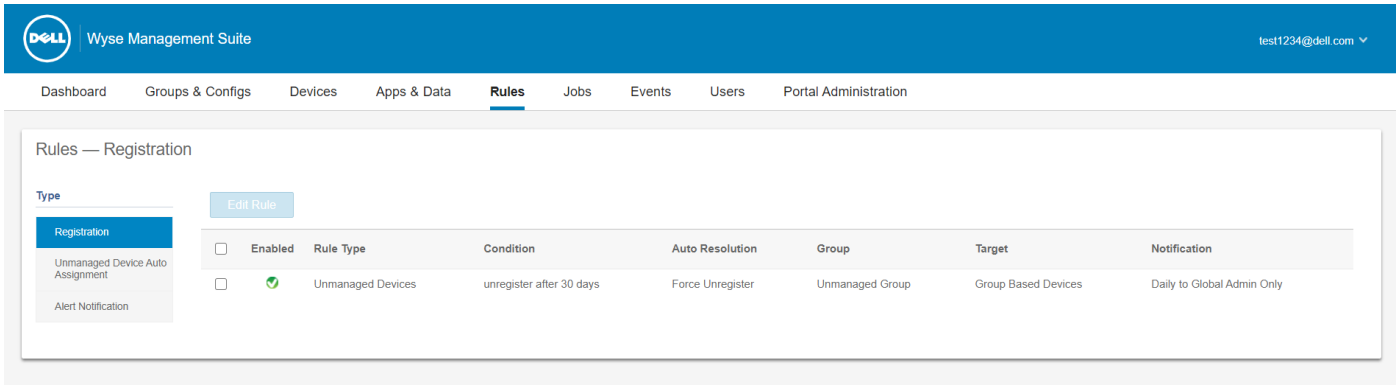 DELL Wyse Management Suite test1234@dell.com
Dashboard Groups & Configs Devices Apps & Data Rules Jobs Events Users Portal Administration
Rules — Registration
Type
Edit Rule
Registration
Unmanaged Device Auto
Assignment
Alert Notification
Enabled Rule Type Condition Auto Resolution Group Target Notification
Unmanaged Devices unregister after 30 days Force Unregister Unmanaged Group Group Based Devices Daily to Global Admin Only